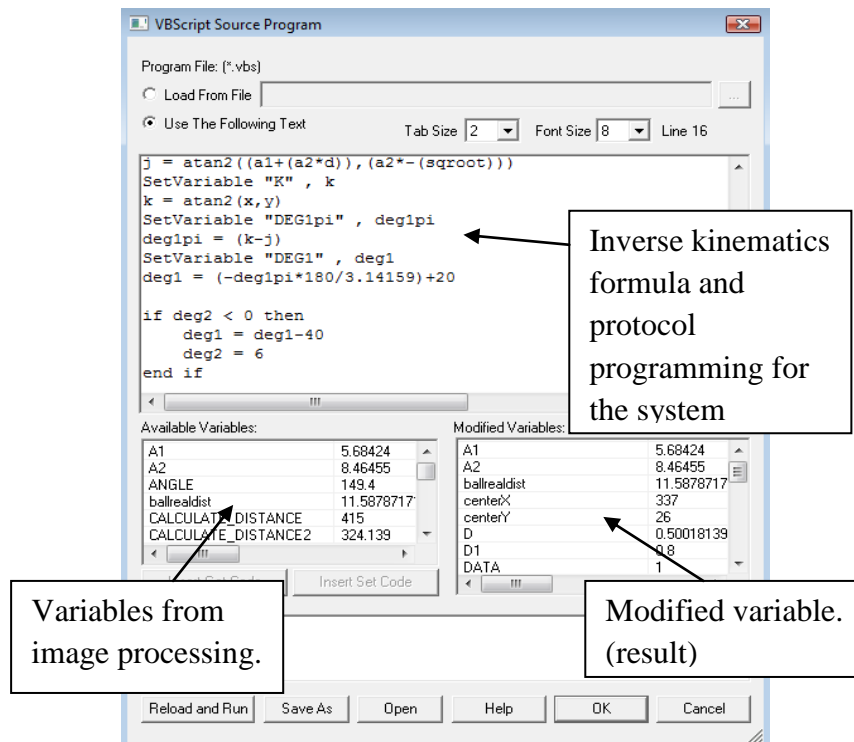 VBScript Source Program
Program File: (*.vbs)
Load From File
...
Use The Following Text
Tab Size 2
Font Size 8
Line 16
j = atan2((a1+(a2*d)),(a2*-(sqroot)))
SetVariable "K" , k
k = atan2(x,y)
SetVariable "DEG1pi" , deg1pi
deg1pi = (k-j)
SetVariable "DEG1" , deg1
deg1 = (-deg1pi*180/3.14159)+20
if deg2 < 0 then
deg1 = deg1-40
deg2 = 6
end if
Inverse kinematics
formula and
protocol
programming for
the system
Available Variables:
A1 5.68424
A2 8.46455
ANGLE 149.4
ballrealdist 11.5878717
CALCULATE_DISTANCE 415
CALCULATE_DISTANCE2 324.139
Modified Variables:
A1 5.68424
A2 8.46455
ballrealdist 11.5878717
centerX 337
centerY 26
D 0.50018139
D1 0.8
DATA 1
Insert Set Code
Variables from
image processing.
Modified variable.
(result)
Reload and Run
Save As
Open
Help
OK
Cancel